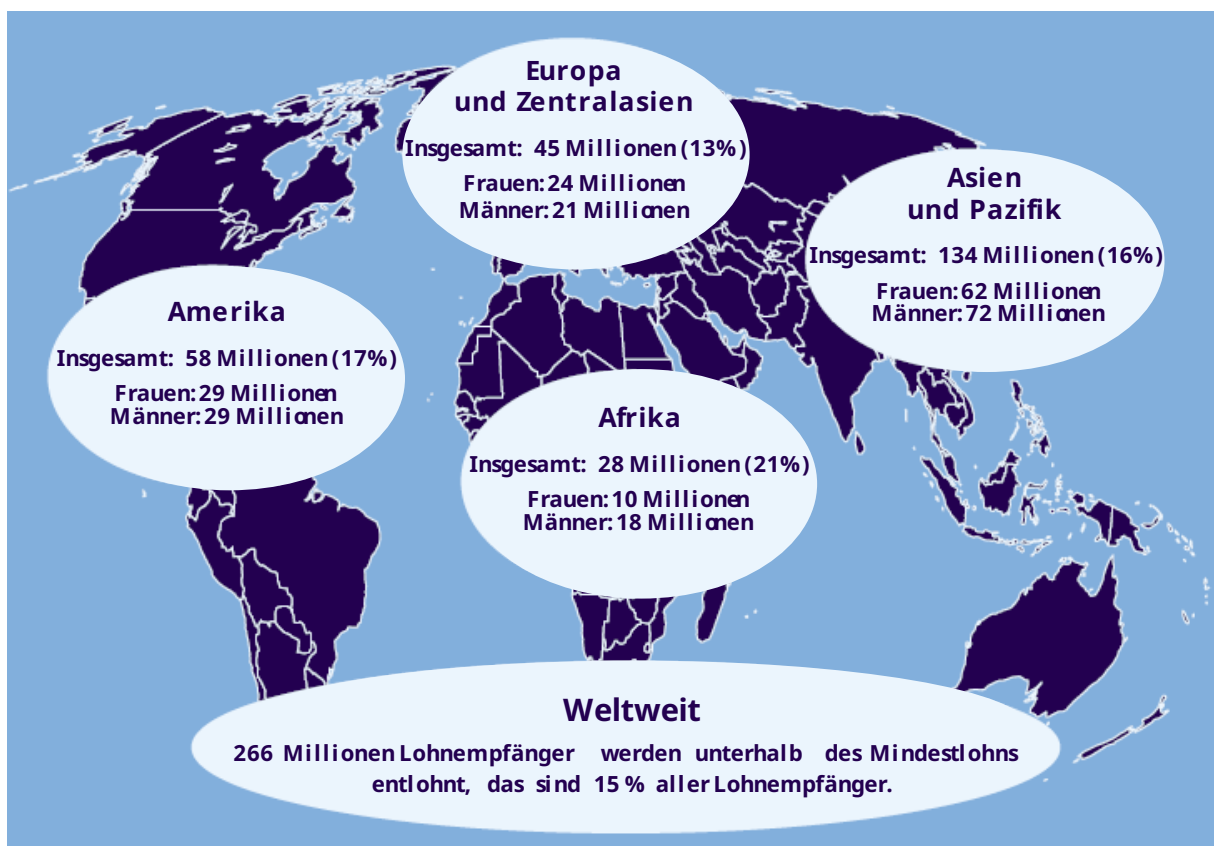 Europa
und Zentralasien
Insgesamt: 45 Millionen (13%)
Frauen: 24 Millionen
Männer: 21 Millionen
Asien
und Pazifik
Insgesamt: 134 Millionen (16%)
Frauen: 62 Millionen
Männer: 72 Millionen
Amerika
Insgesamt: 58 Millionen (17%)
Frauen: 29 Millionen
Männer: 29 Millionen
Afrika
Insgesamt: 28 Millionen (21%)
Frauen: 10 Millionen
Männer: 18 Millionen
Weltweit
266 Millionen Lohnempfänger werden unterhalb des Mindestlohns
entlohnt, das sind 15 % aller Lohnempfänger.